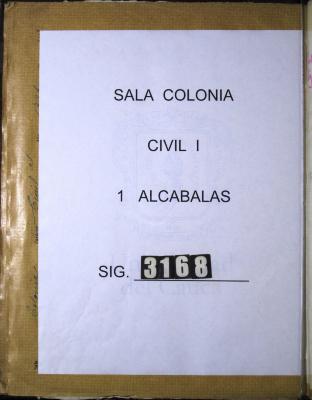 SALA COLONIA
CIVIL I
1 ALCABALAS
SIG. 3168